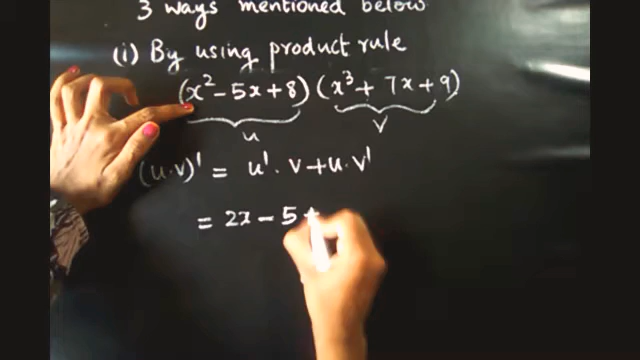 3 ways mentioned below
(i) By using product rule
(x² - 5x + 8) (x³ + 7x + 9)
u v
(u.v)' = u' . v + u . v'
= 2x - 5 +